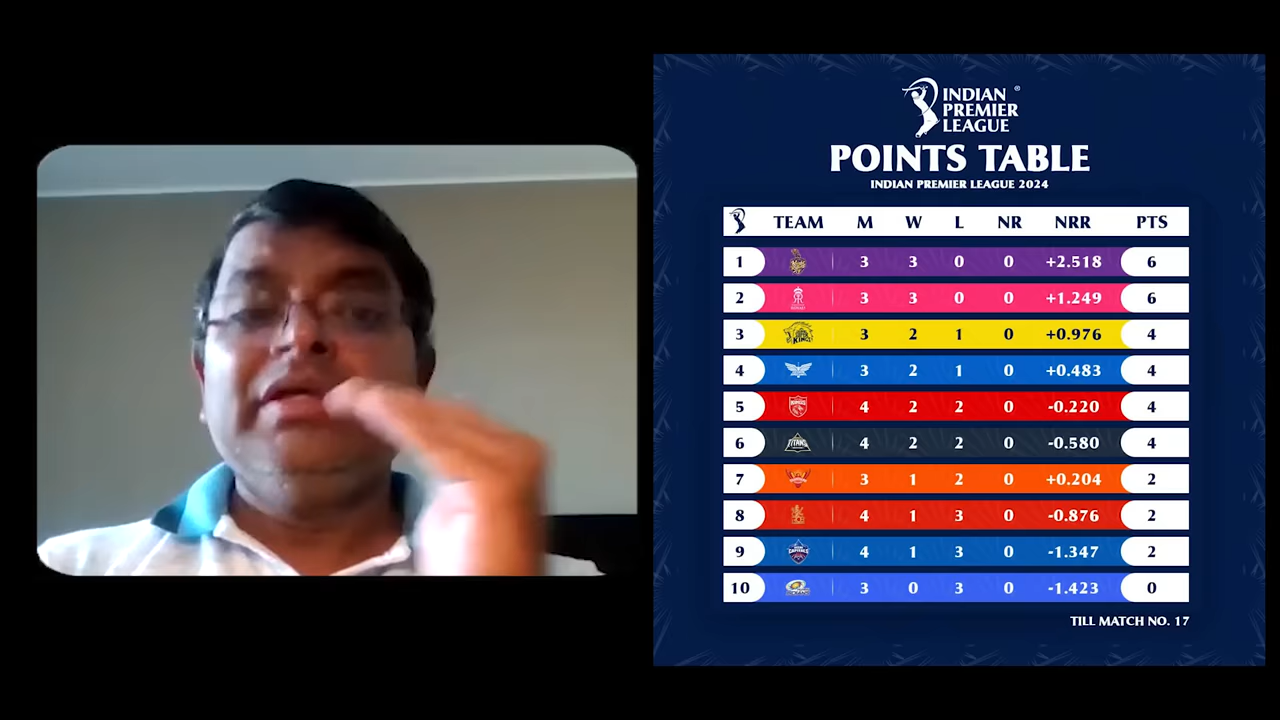 INDIAN
PREMIER
LEAGUE
®
POINTS TABLE
INDIAN PREMIER LEAGUE 2024
TEAM M W L NR NRR PTS
1 3 3 0 0 +2.518 6
2 3 3 0 0 +1.249 6
3 KINGS 3 2 1 0 +0.976 4
4 3 2 1 0 +0.483 4
5 4 2 2 0 -0.220 4
6 TITANS 4 2 2 0 -0.580 4
7 3 1 2 0 +0.204 2
8 4 1 3 0 -0.876 2
9 CAPITALS 4 1 3 0 -1.347 2
10 3 0 3 0 -1.423 0
TILL MATCH NO. 17